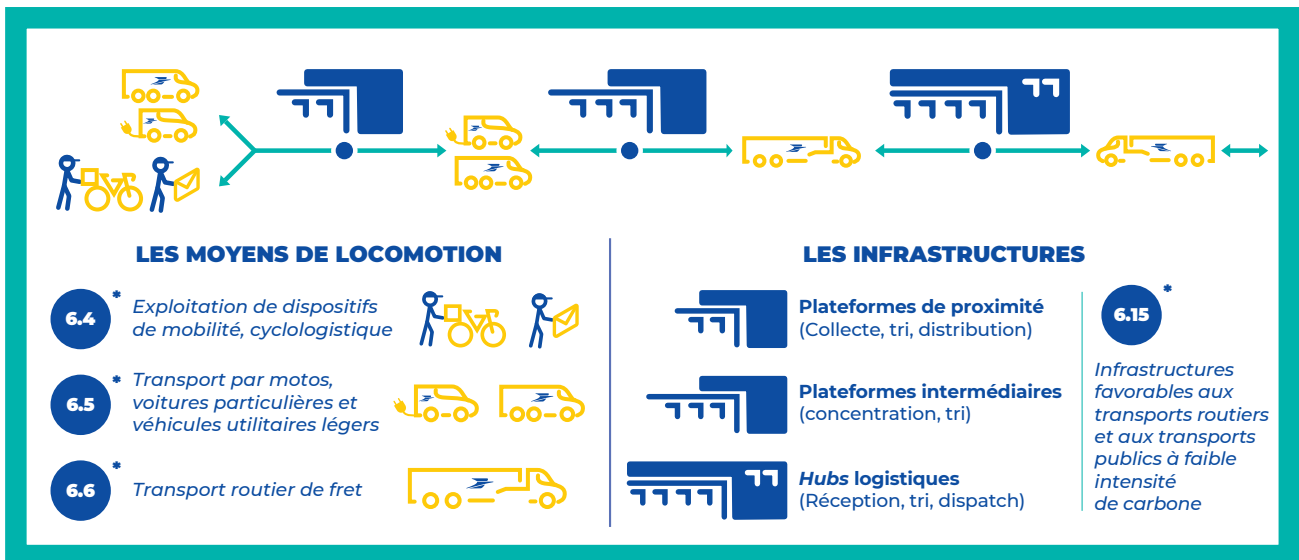 LES MOYENS DE LOCOMOTION
6.4*
Exploitation de dispositifs
de mobilité, cyclologistique
6.5*
Transport par motos,
voitures particulières et
véhicules utilitaires légers
6.6*
Transport routier de fret
LES INFRASTRUCTURES
Plateformes de proximité
(Collecte, tri, distribution)
Plateformes intermédiaires
(concentration, tri)
Hubs logistiques
(Réception, tri, dispatch)
6.15*
Infrastructures
favorables aux
transports routiers
et aux transports
publics à faible
intensité
de carbone